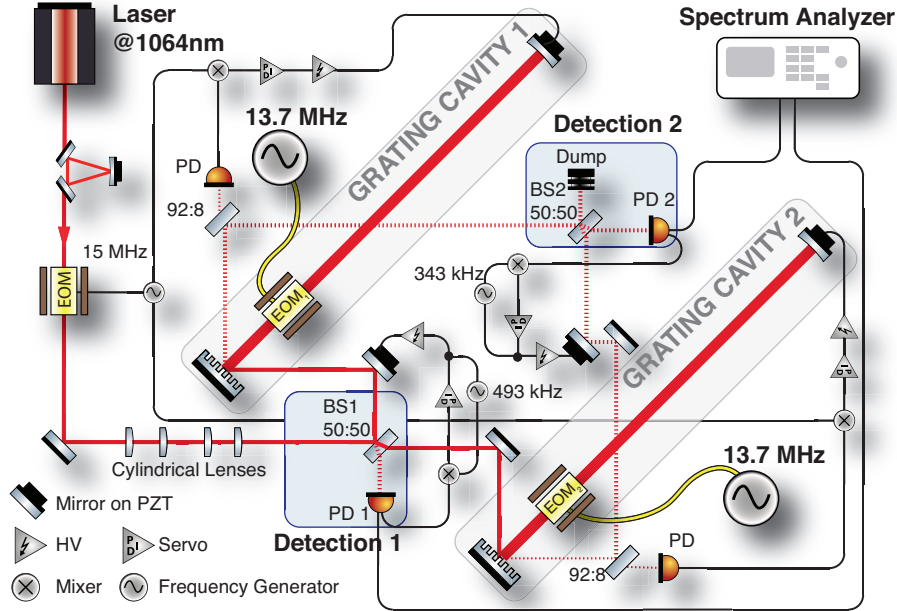 Laser
@1064nm
Spectrum Analyzer
GRATING CAVITY 1
P
I
D
13.7 MHz
PD
92:8
Detection 2
Dump
BS2
50:50
PD 2
15 MHz
EOM
EOM1
343 kHz
P
I
D
GRATING CAVITY 2
P
I
D
493 kHz
P
I
D
BS1
50:50
Cylindrical Lenses
PD 1
Detection 1
13.7 MHz
EOM2
92:8
PD
Mirror on PZT
HV
P
I
D
Servo
Mixer
Frequency Generator